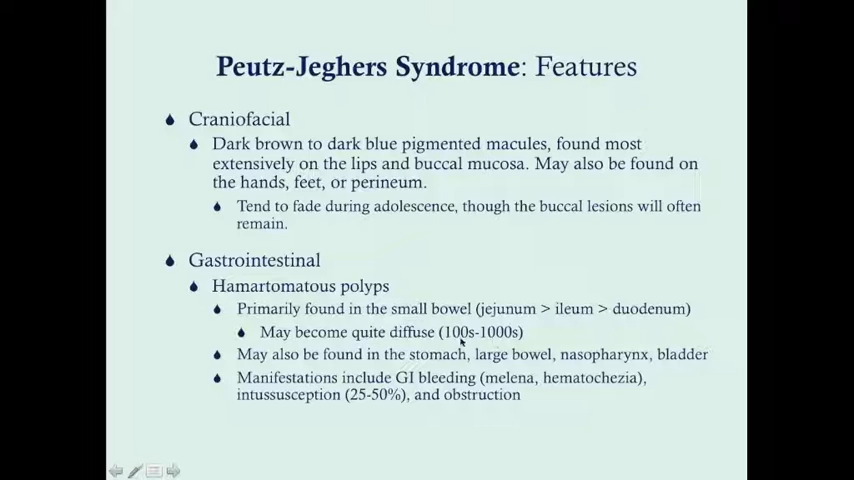 Peutz-Jeghers Syndrome: Features
Craniofacial
Dark brown to dark blue pigmented macules, found most
extensively on the lips and buccal mucosa. May also be found on
the hands, feet, or perineum.
Tend to fade during adolescence, though the buccal lesions will often
remain.
Gastrointestinal
Hamartomatous polyps
Primarily found in the small bowel (jejunum > ileum > duodenum)
May become quite diffuse (100s-1000s)
May also be found in the stomach, large bowel, nasopharynx, bladder
Manifestations include GI bleeding (melena, hematochezia),
intussusception (25-50%), and obstruction